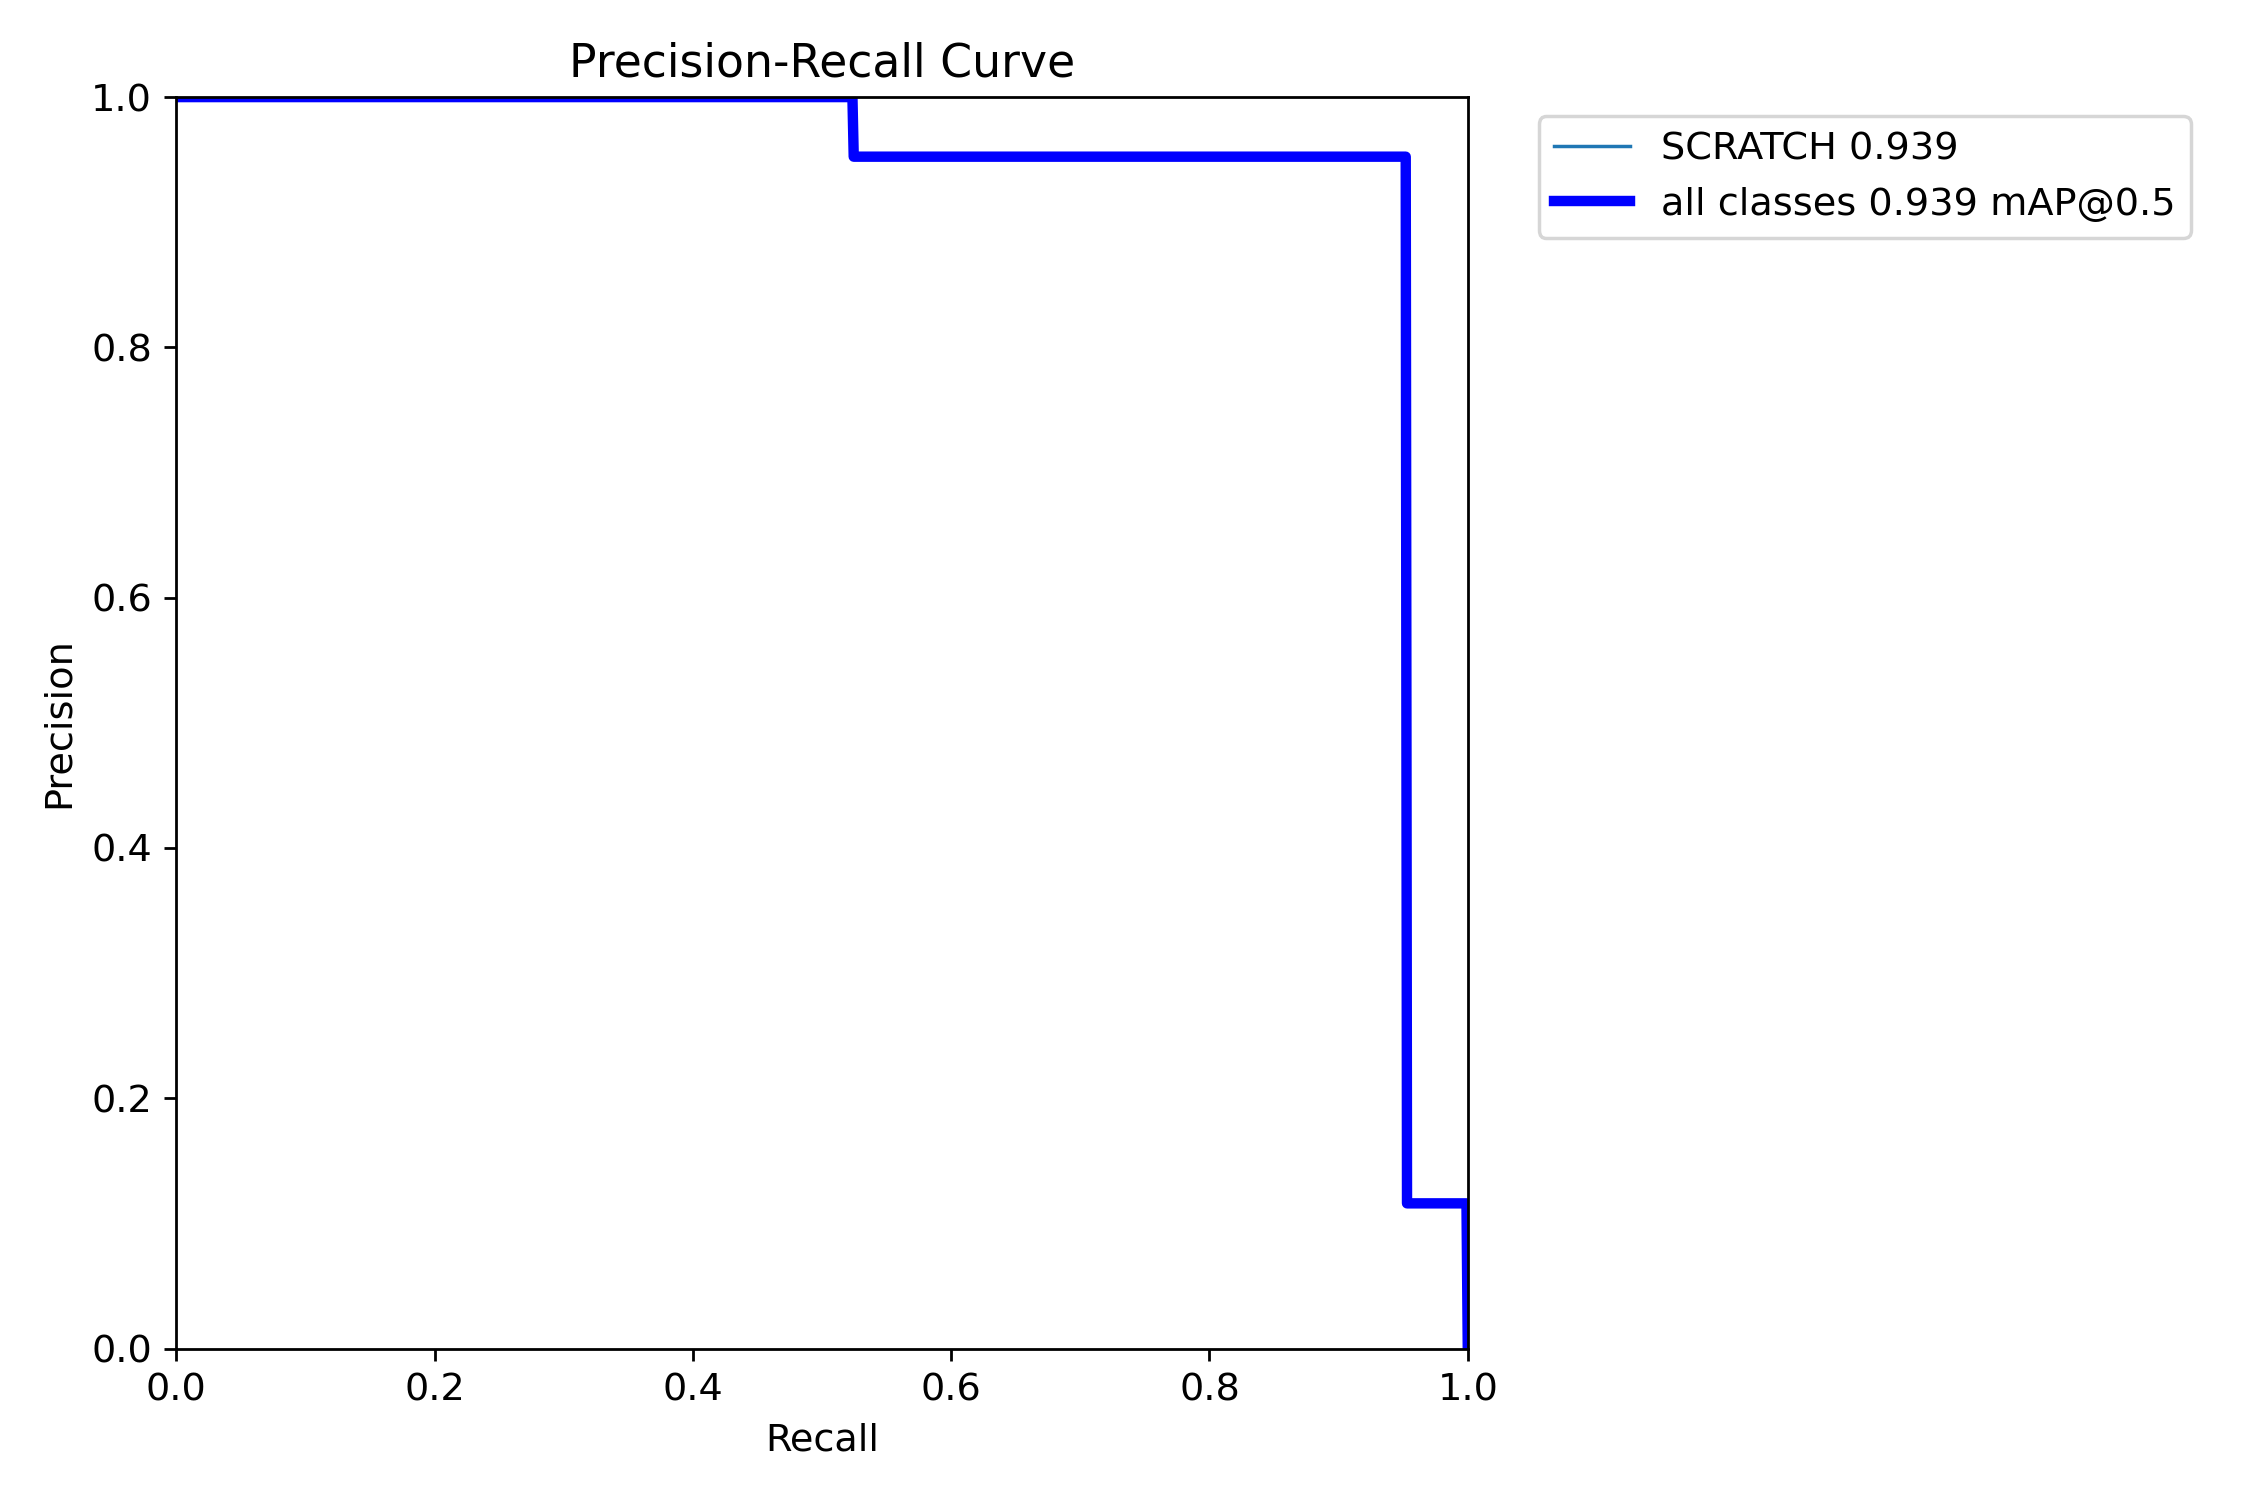 Precision-Recall Curve
1.0
0.8
0.6
0.4
0.2
0.0
Precision
0.0 0.2 0.4 0.6 0.8 1.0
Recall
SCRATCH 0.939
all classes 0.939 mAP@0.5